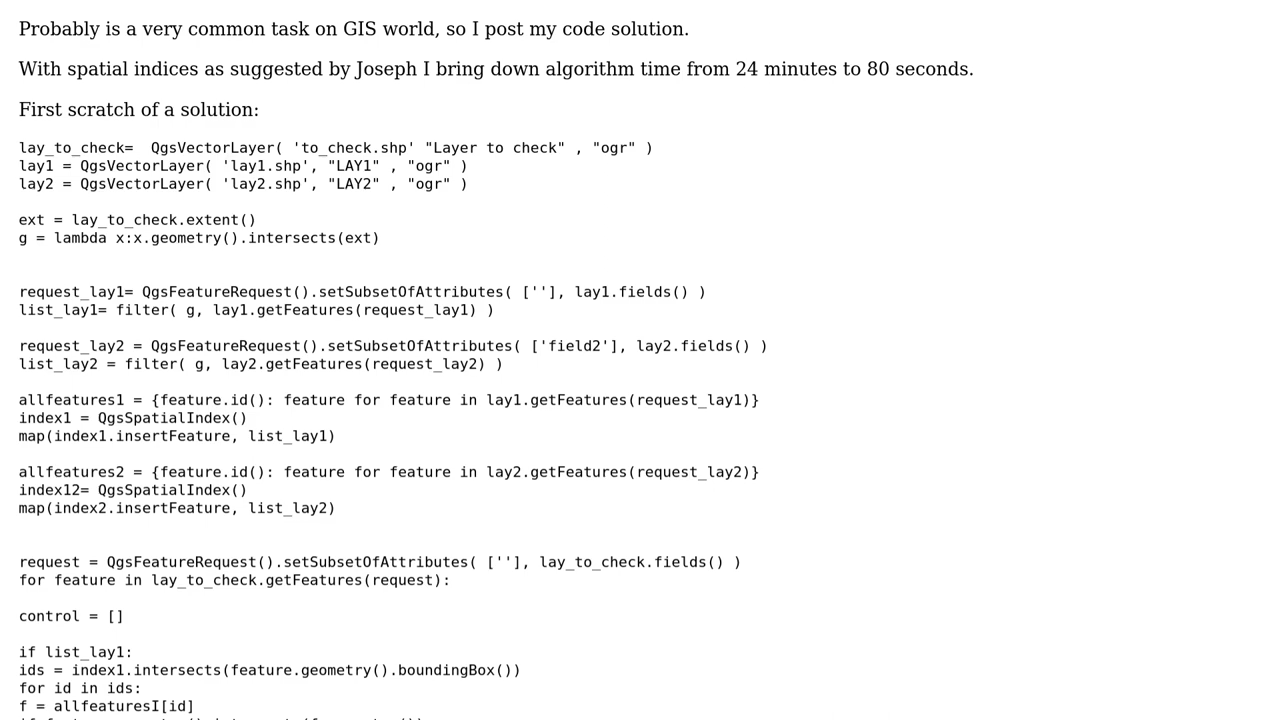 Probably is a very common task on GIS world, so I post my code solution.
With spatial indices as suggested by Joseph I bring down algorithm time from 24 minutes to 80 seconds.
First scratch of a solution:
lay_to_check=  QgsVectorLayer( 'to_check.shp' "Layer to check" , "ogr" )
lay1 = QgsVectorLayer( 'lay1.shp', "LAY1" , "ogr" )
lay2 = QgsVectorLayer( 'lay2.shp', "LAY2" , "ogr" )
ext = lay_to_check.extent()
g = lambda x:x.geometry().intersects(ext)
request_lay1= QgsFeatureRequest().setSubsetOfAttributes( [''], lay1.fields() )
list_lay1= filter( g, lay1.getFeatures(request_lay1) )
request_lay2 = QgsFeatureRequest().setSubsetOfAttributes( ['field2'], lay2.fields() )
list_lay2 = filter( g, lay2.getFeatures(request_lay2) )
allfeatures1 = {feature.id(): feature for feature in lay1.getFeatures(request_lay1)}
index1 = QgsSpatialIndex()
map(index1.insertFeature, list_lay1)
allfeatures2 = {feature.id(): feature for feature in lay2.getFeatures(request_lay2)}
index12= QgsSpatialIndex()
map(index2.insertFeature, list_lay2)
request = QgsFeatureRequest().setSubsetOfAttributes( [''], lay_to_check.fields() )
for feature in lay_to_check.getFeatures(request):
control = []
if list_lay1:
ids = index1.intersects(feature.geometry().boundingBox())
for id in ids:
f = allfeaturesI[id]